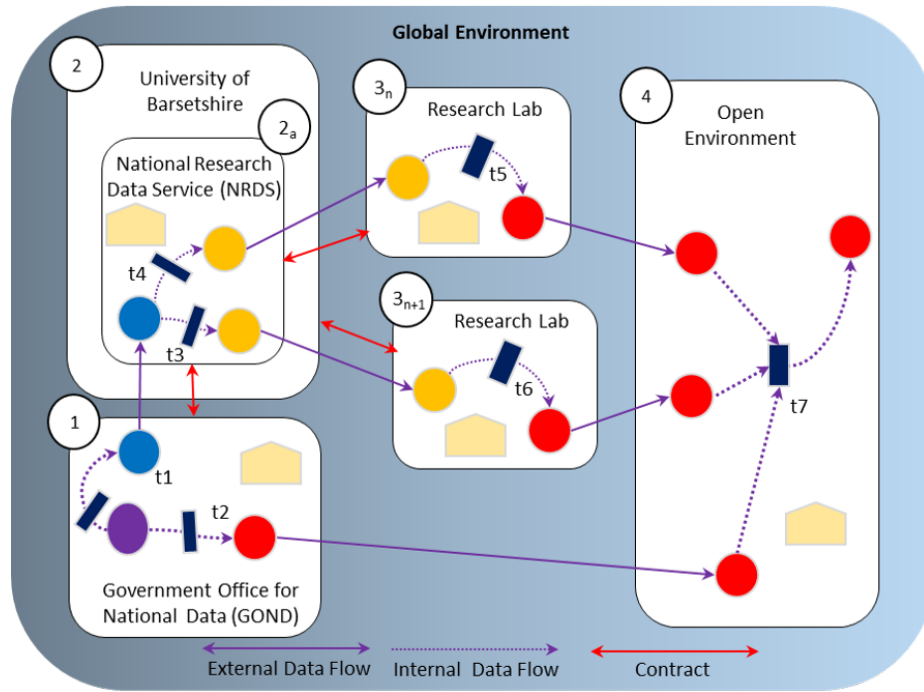 Global Environment
2
University of
Barsetshire
2a
National Research
Data Service (NRDS)
t4
t3
3n
Research Lab
t5
3n+1
Research Lab
t6
4
Open
Environment
t7
1
t1
t2
Government Office for
National Data (GOND)
External Data Flow
Internal Data Flow
Contract